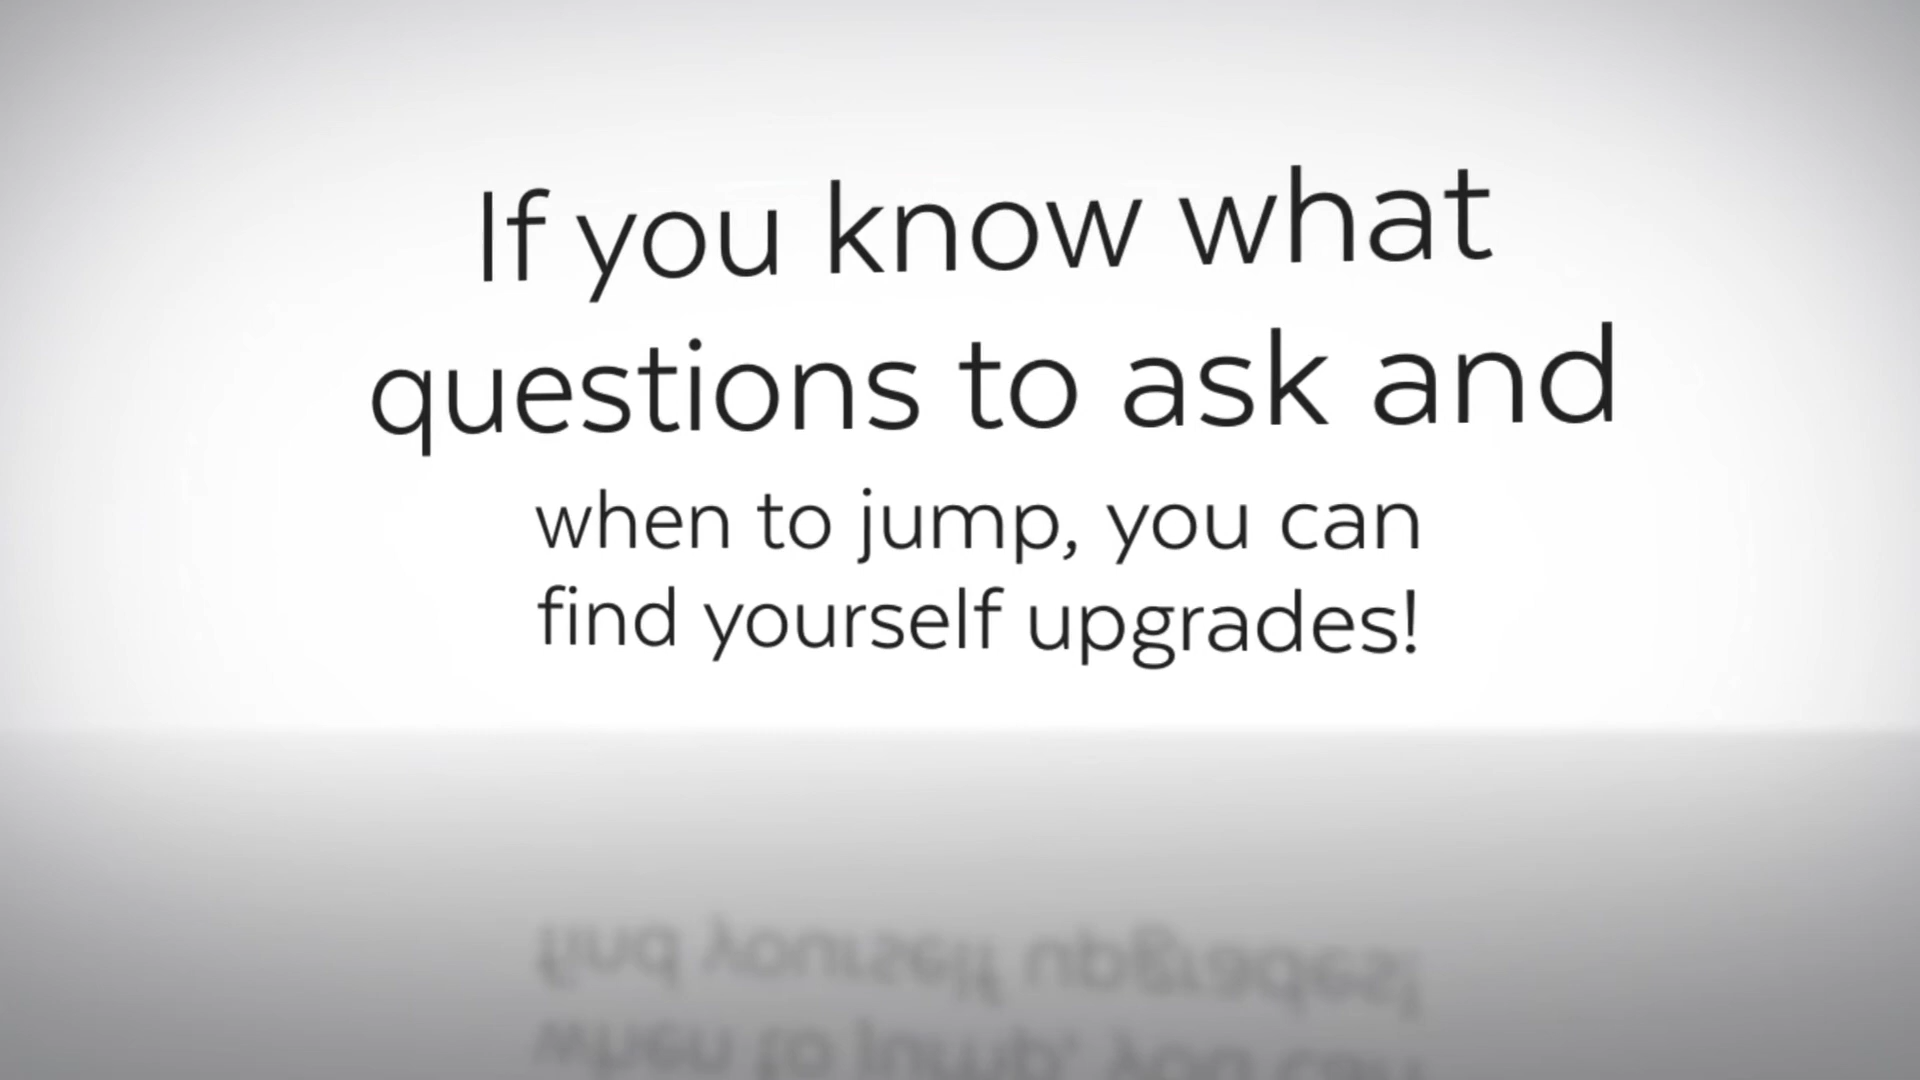 If you know what
questions to ask and
when to jump, you can
find yourself upgrades!